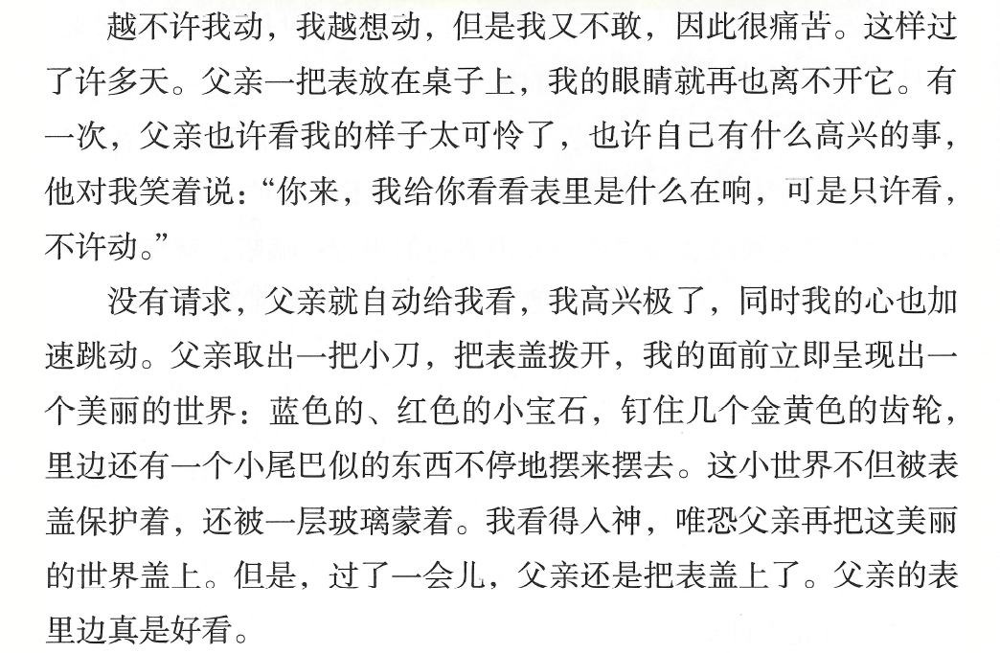 越不许我动，我越想动，但是我又不敢，因此很痛苦。这样过
了许多天。父亲一把表放在桌子上，我的眼睛就再也离不开它。有
一次，父亲也许看我的样子太可怜了，也许自己有什么高兴的事，
他对我笑着说：“你来，我给你看看表里是什么在响，可是只许看，
不许动。”
没有请求，父亲就自动给我看，我高兴极了，同时我的心也加
速跳动。父亲取出一把小刀，把表盖拨开，我的面前立即呈现出一
个美丽的世界：蓝色的、红色的小宝石，钉住几个金黄色的齿轮，
里边还有一个小尾巴似的东西不停地摆来摆去。这小世界不但被表
盖保护着，还被一层玻璃蒙着。我看得入神，唯恐父亲再把这美丽
的世界盖上。但是，过了一会儿，父亲还是把表盖上了。父亲的表
里边真是好看。